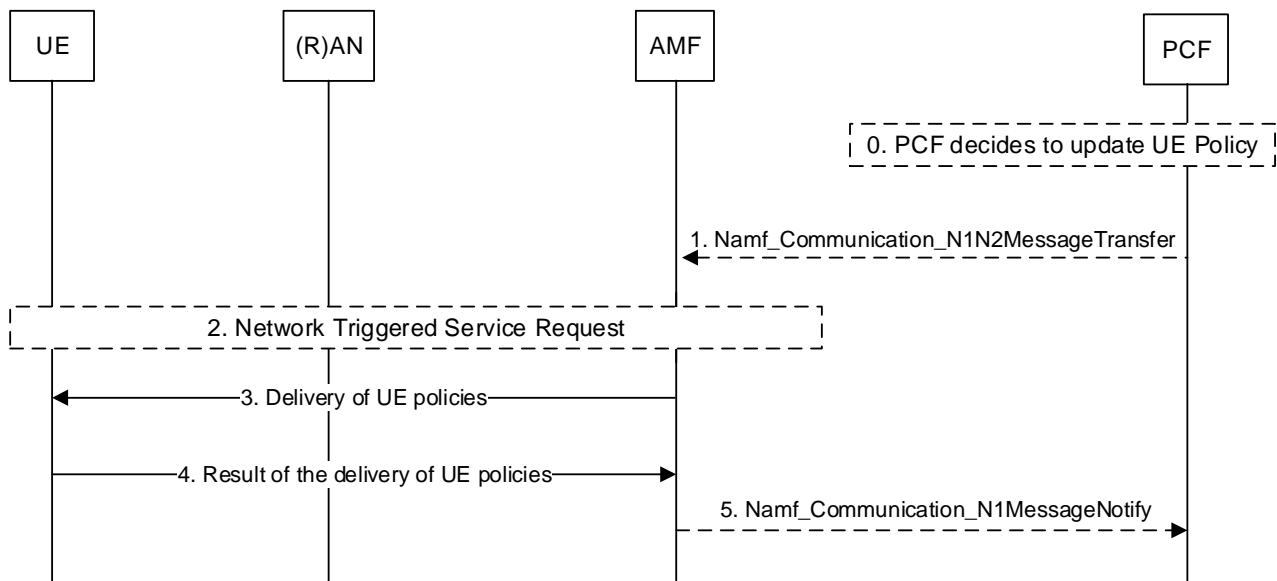 UE
(R)AN
AMF
PCF
0. PCF decides to update UE Policy
1. Namf_Communication_N1N2MessageTransfer
2. Network Triggered Service Request
3. Delivery of UE policies
4. Result of the delivery of UE policies
5. Namf_Communication_N1MessageNotify